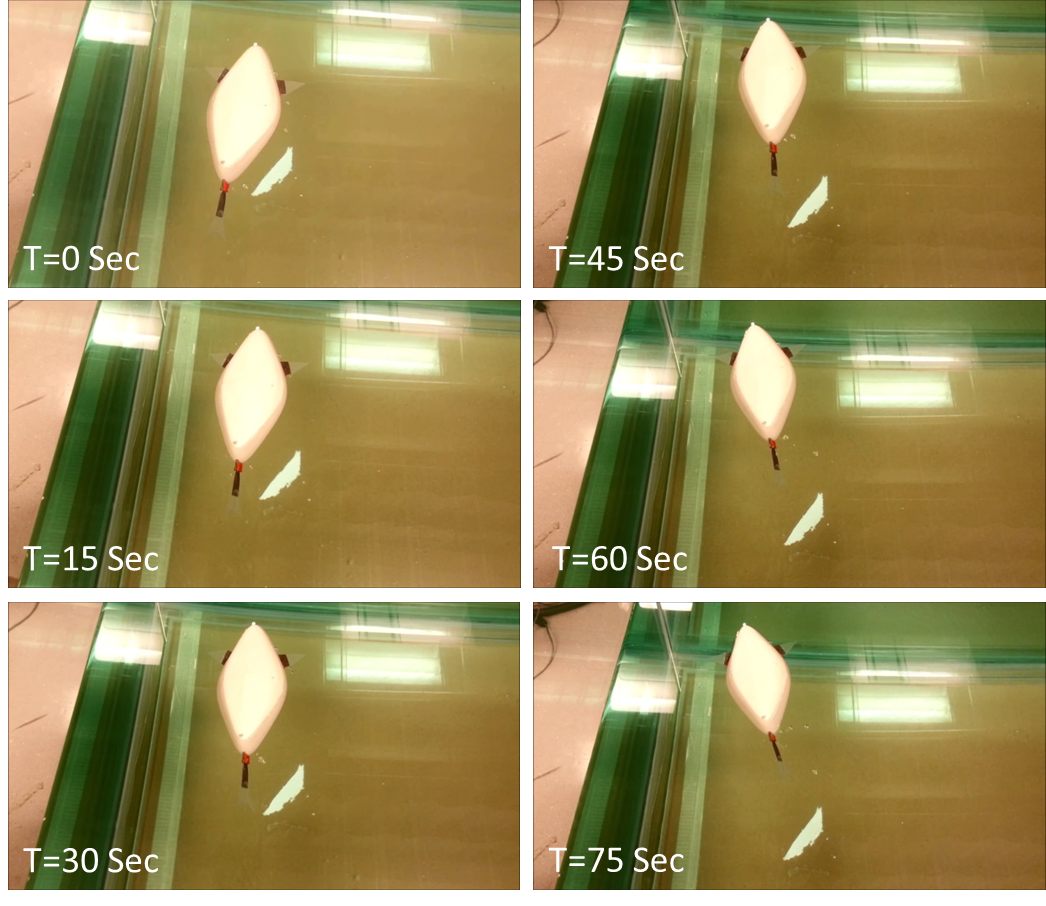 T=0 Sec
T=15 Sec
T=30 Sec
T=45 Sec
T=60 Sec
T=75 Sec